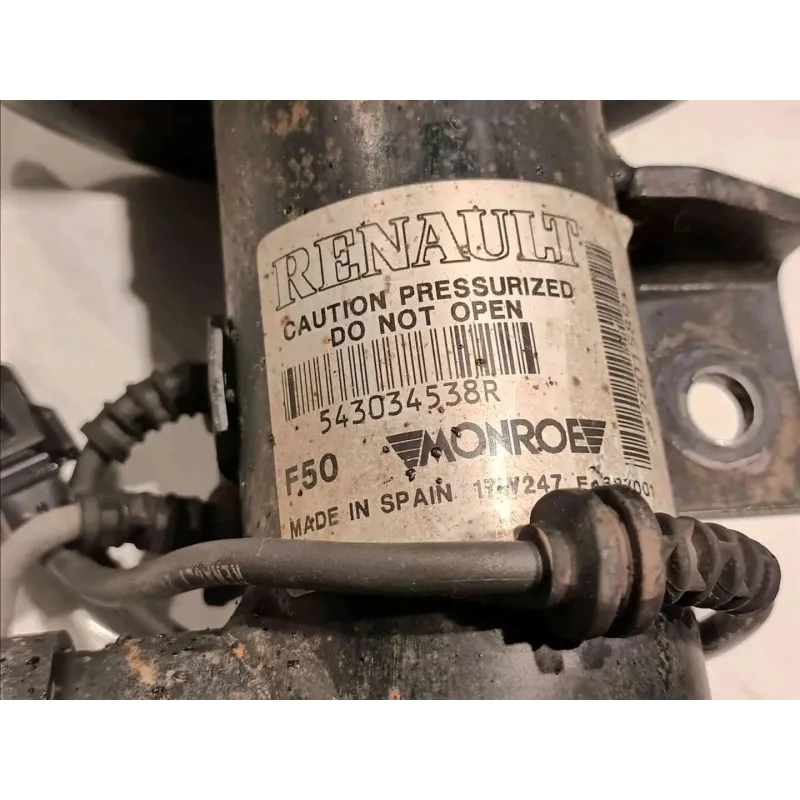 RENAULT
CAUTION PRESSURIZED
DO NOT OPEN
543034538R
MONROE
F.50
MADE IN SPAIN